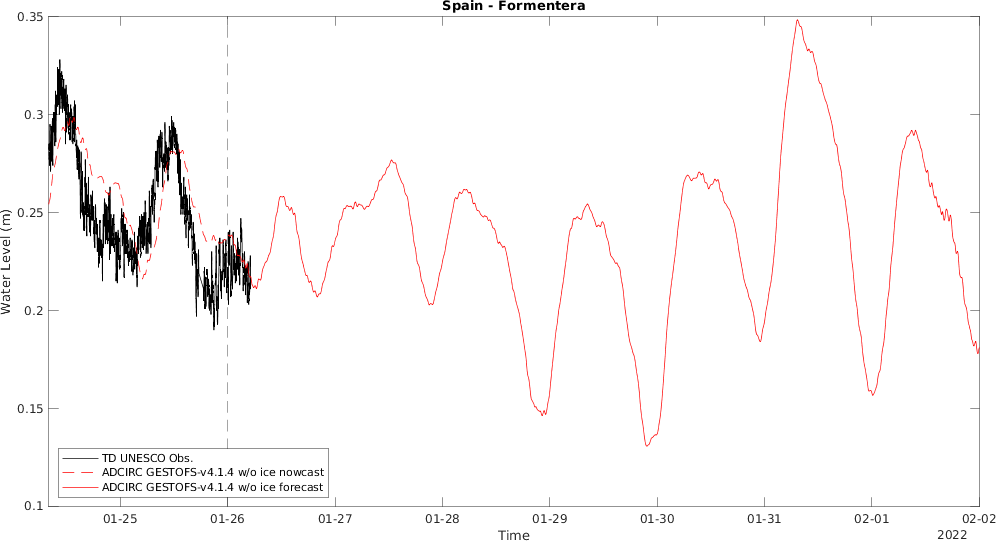 Spain - Formentera
0.35
0.3
0.25
0.2
0.15
0.1
Water Level (m)
TD UNESCO Obs.
ADCIRC GESTOFS-v4.1.4 w/o ice nowcast
ADCIRC GESTOFS-v4.1.4 w/o ice forecast
01-25 01-26 01-27 01-28 01-29 01-30 01-31 02-01 02-02
Time
2022